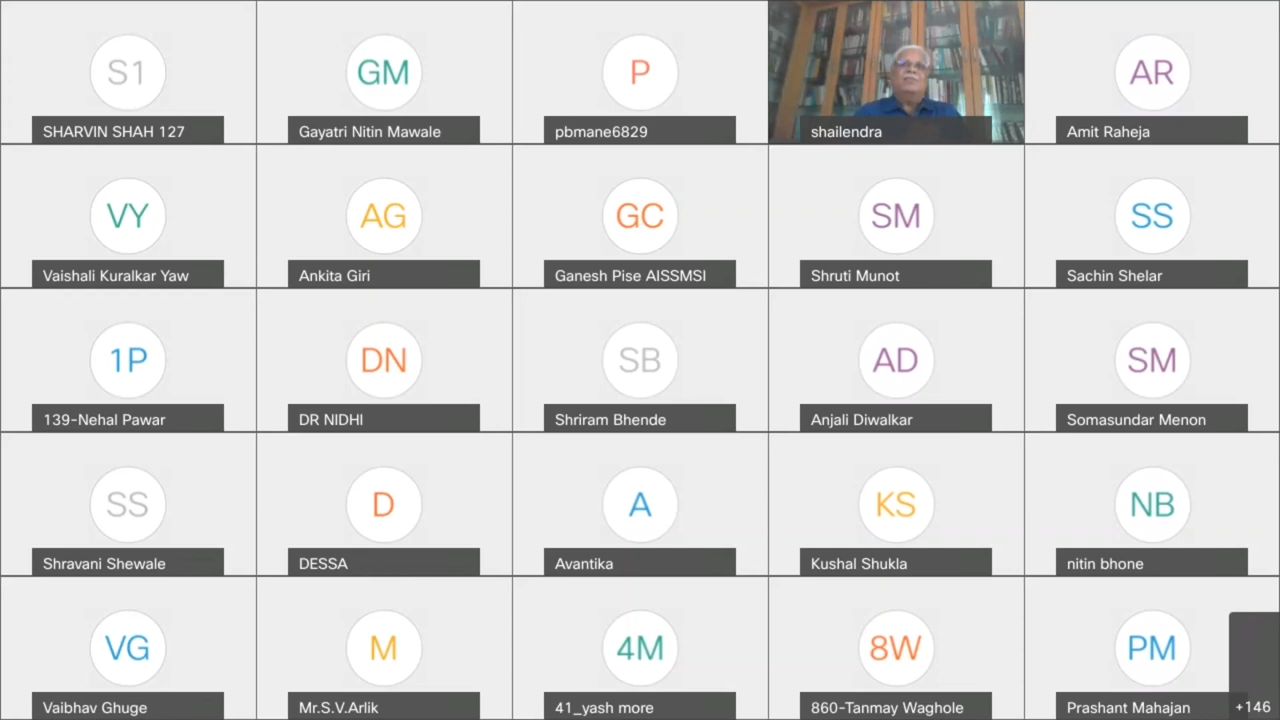 S1
GM
P
AR
SHARVIN SHAH 127
Gayatri Nitin Mawale
pbmane6829
shailendra
Amit Raheja
VY
AG
GC
SM
SS
Vaishali Kuralkar Yaw
Ankita Giri
Ganesh Pise AISSMSI
Shruti Munot
Sachin Shelar
1P
DN
SB
AD
SM
139-Nehal Pawar
DR NIDHI
Shriram Bhende
Anjali Diwalkar
Somasundar Menon
SS
D
A
KS
NB
Shravani Shewale
DESSA
Avantika
Kushal Shukla
nitin bhone
VG
M
4M
8W
PM
Vaibhav Ghuge
Mr.S.V.Arlik
41_yash more
860-Tanmay Waghole
Prashant Mahajan
+146